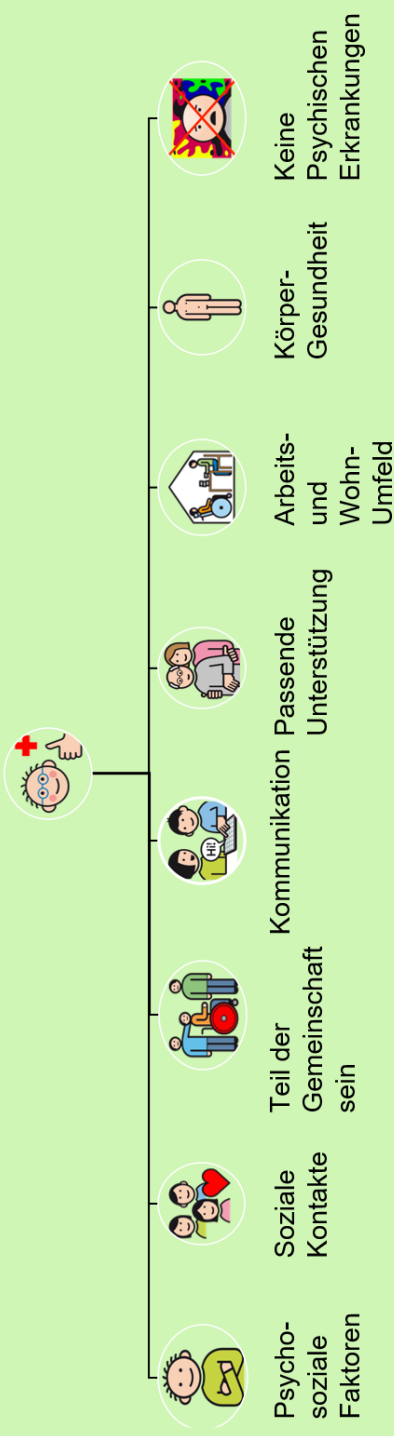 Hi!
Psycho-
soziale
Faktoren
Soziale
Kontakte
Teil der
Gemeinschaft
sein
Kommunikation
Passende
Unterstützung
Arbeits-
und
Wohn-
Umfeld
Körper-
Gesundheit
Keine
Psychischen
Erkrankungen